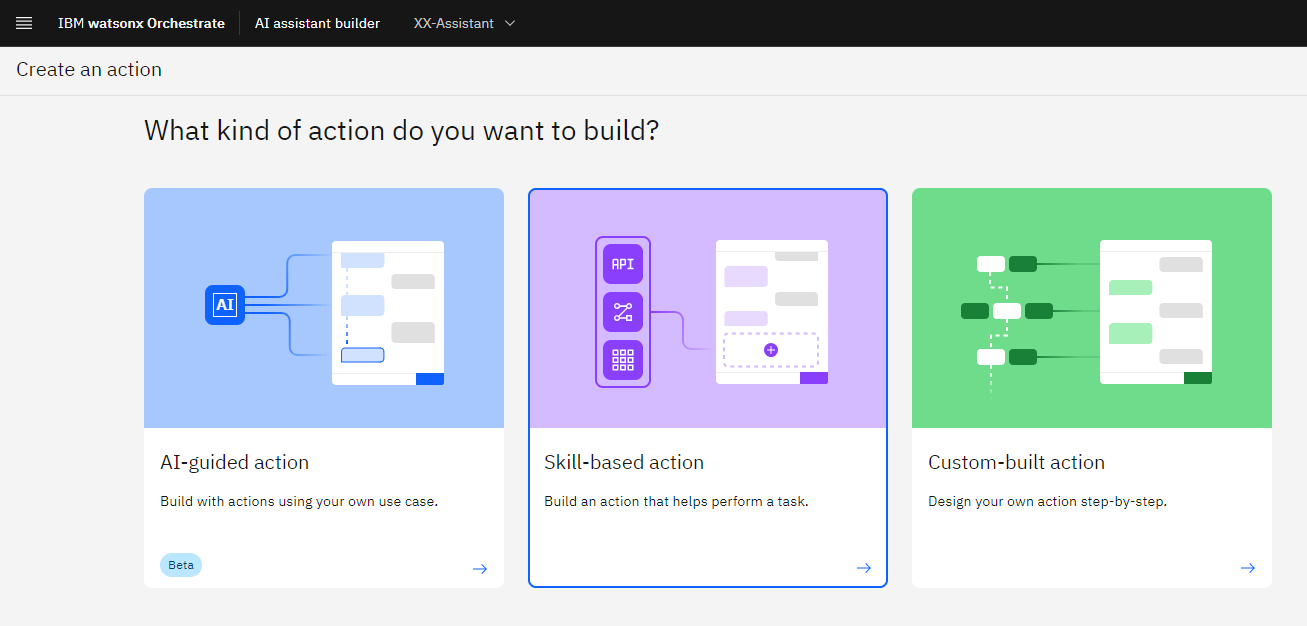 IBM watsonx Orchestrate AI assistant builder XX-Assistant
Create an action
What kind of action do you want to build?
AI
API
AI-guided action
Build with actions using your own use case.
Beta
Skill-based action
Build an action that helps perform a task.
Custom-built action
Design your own action step-by-step.